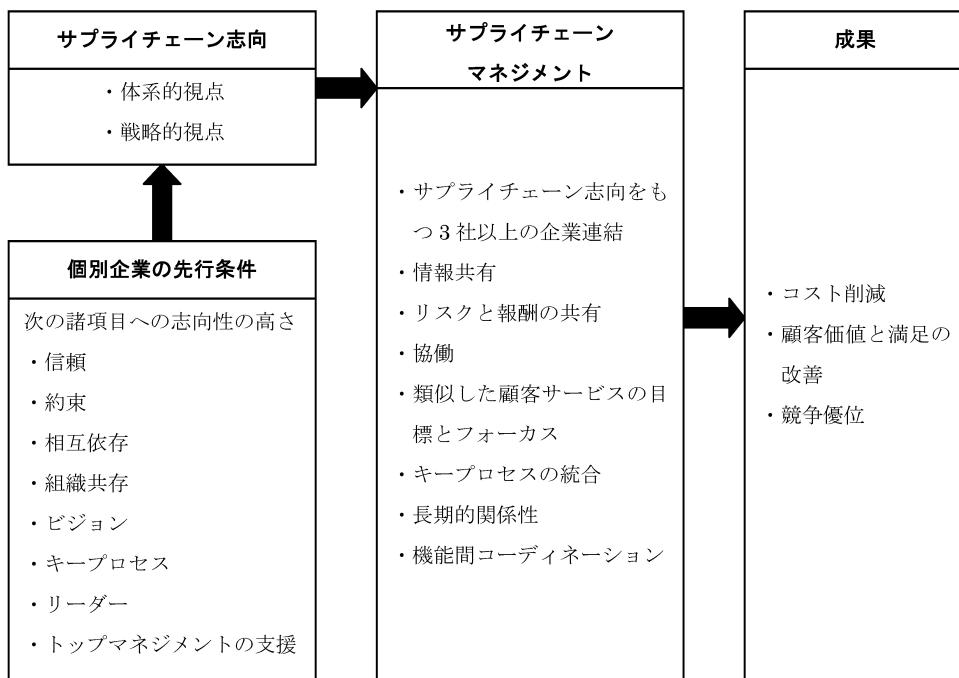 サプライチェーン志向
・体系的視点
・戦略的視点
個別企業の先行条件
次の諸項目への志向性の高さ
・信頼
・約束
・相互依存
・組織共存
・ビジョン
・キープロセス
・リーダー
・トップマネジメントの支援
サプライチェーン
マネジメント
・サプライチェーン志向をも
つ 3 社以上の企業連結
・情報共有
・リスクと報酬の共有
・協働
・類似した顧客サービスの目
標とフォーカス
・キープロセスの統合
・長期的関係性
・機能間コーディネーション
成果
・コスト削減
・顧客価値と満足の
改善
・競争優位